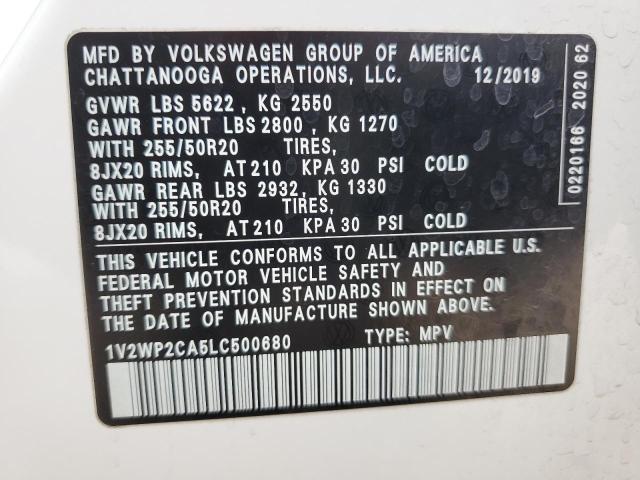 MFD BY VOLKSWAGEN GROUP OF AMERICA
CHATTANOOGA OPERATIONS, LLC. 12/2019
GVWR LBS 5622 , KG 2550
GAWR FRONT LBS 2800 , KG 1270
WITH 255/50R20 TIRES,
8JX20 RIMS, AT 210 KPA 30 PSI COLD
GAWR REAR LBS 2932, KG 1330
WITH 255/50R20 TIRES,
8JX20 RIMS, AT 210 KPA 30 PSI COLD
THIS VEHICLE CONFORMS TO ALL APPLICABLE U.S.
FEDERAL MOTOR VEHICLE SAFETY AND
THEFT PREVENTION STANDARDS IN EFFECT ON
THE DATE OF MANUFACTURE SHOWN ABOVE.
1V2WP2CA5LC500680 TYPE: MPV
0220166 2020 62